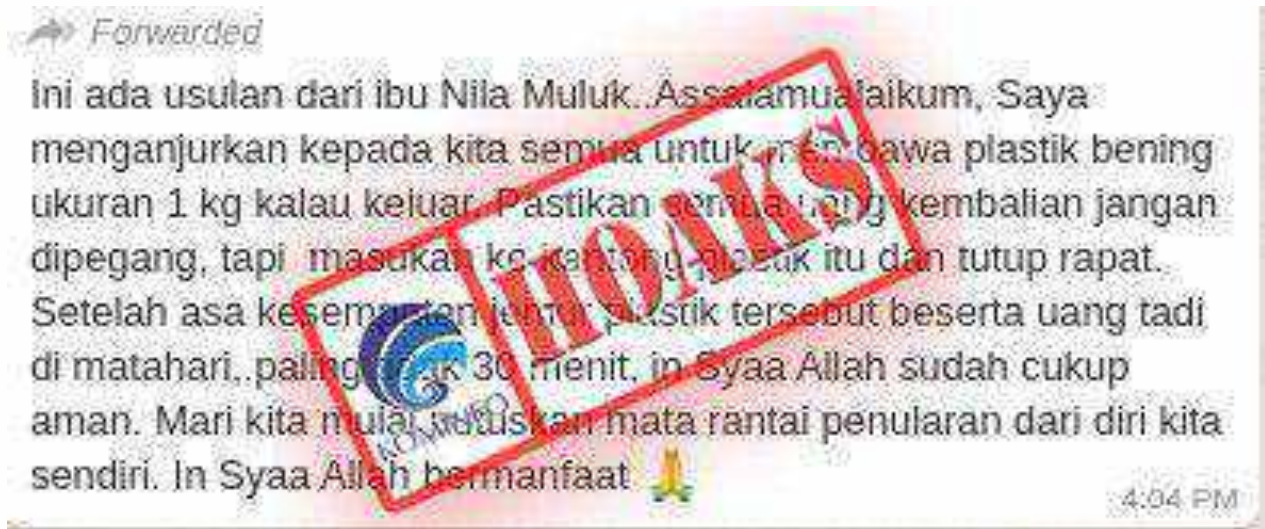 Forwarded
Ini ada usulan dari ibu Nila Muluk..Assalamualaikum, Saya
menganjurkan kepada kita semua untuk membawa plastik bening
ukuran 1 kg kalau keluar. Pastikan semua uang kembalian jangan
dipegang, tapi masukan ke kantong plastik itu dan tutup rapat.
Setelah asa kesempatan jemur plastik tersebut beserta uang tadi
di matahari,.paling 30 menit, in Syaa Allah sudah cukup
aman. Mari kita mulai putuskan mata rantai penularan dari diri kita
sendiri. In Syaa Allah bermanfaat 🙏
4:04 PM
HOAKS
KOMINFO